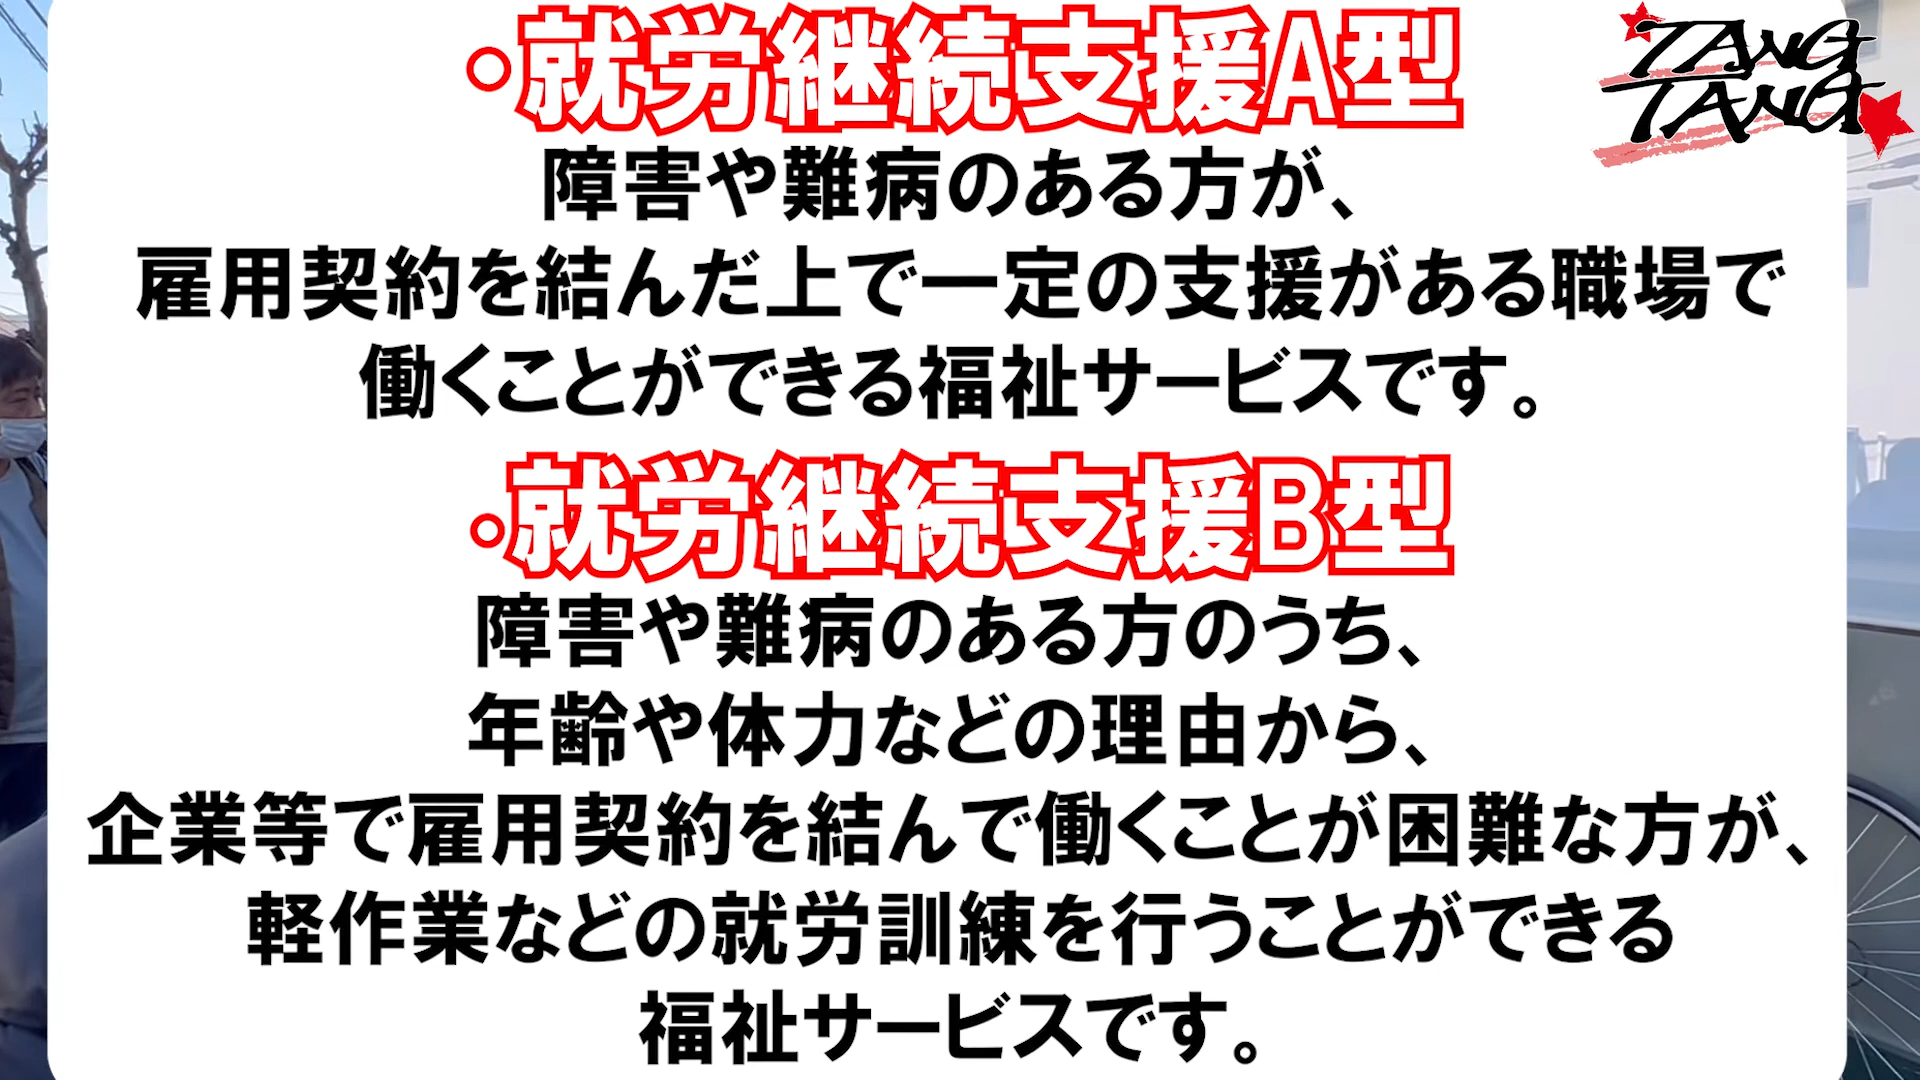 ・就労継続支援A型
TANG
TANG
障害や難病のある方が、
雇用契約を結んだ上で一定の支援がある職場で
働くことができる福祉サービスです。
・就労継続支援B型
障害や難病のある方のうち、
年齢や体力などの理由から、
企業等で雇用契約を結んで働くことが困難な方が、
軽作業などの就労訓練を行うことができる
福祉サービスです。